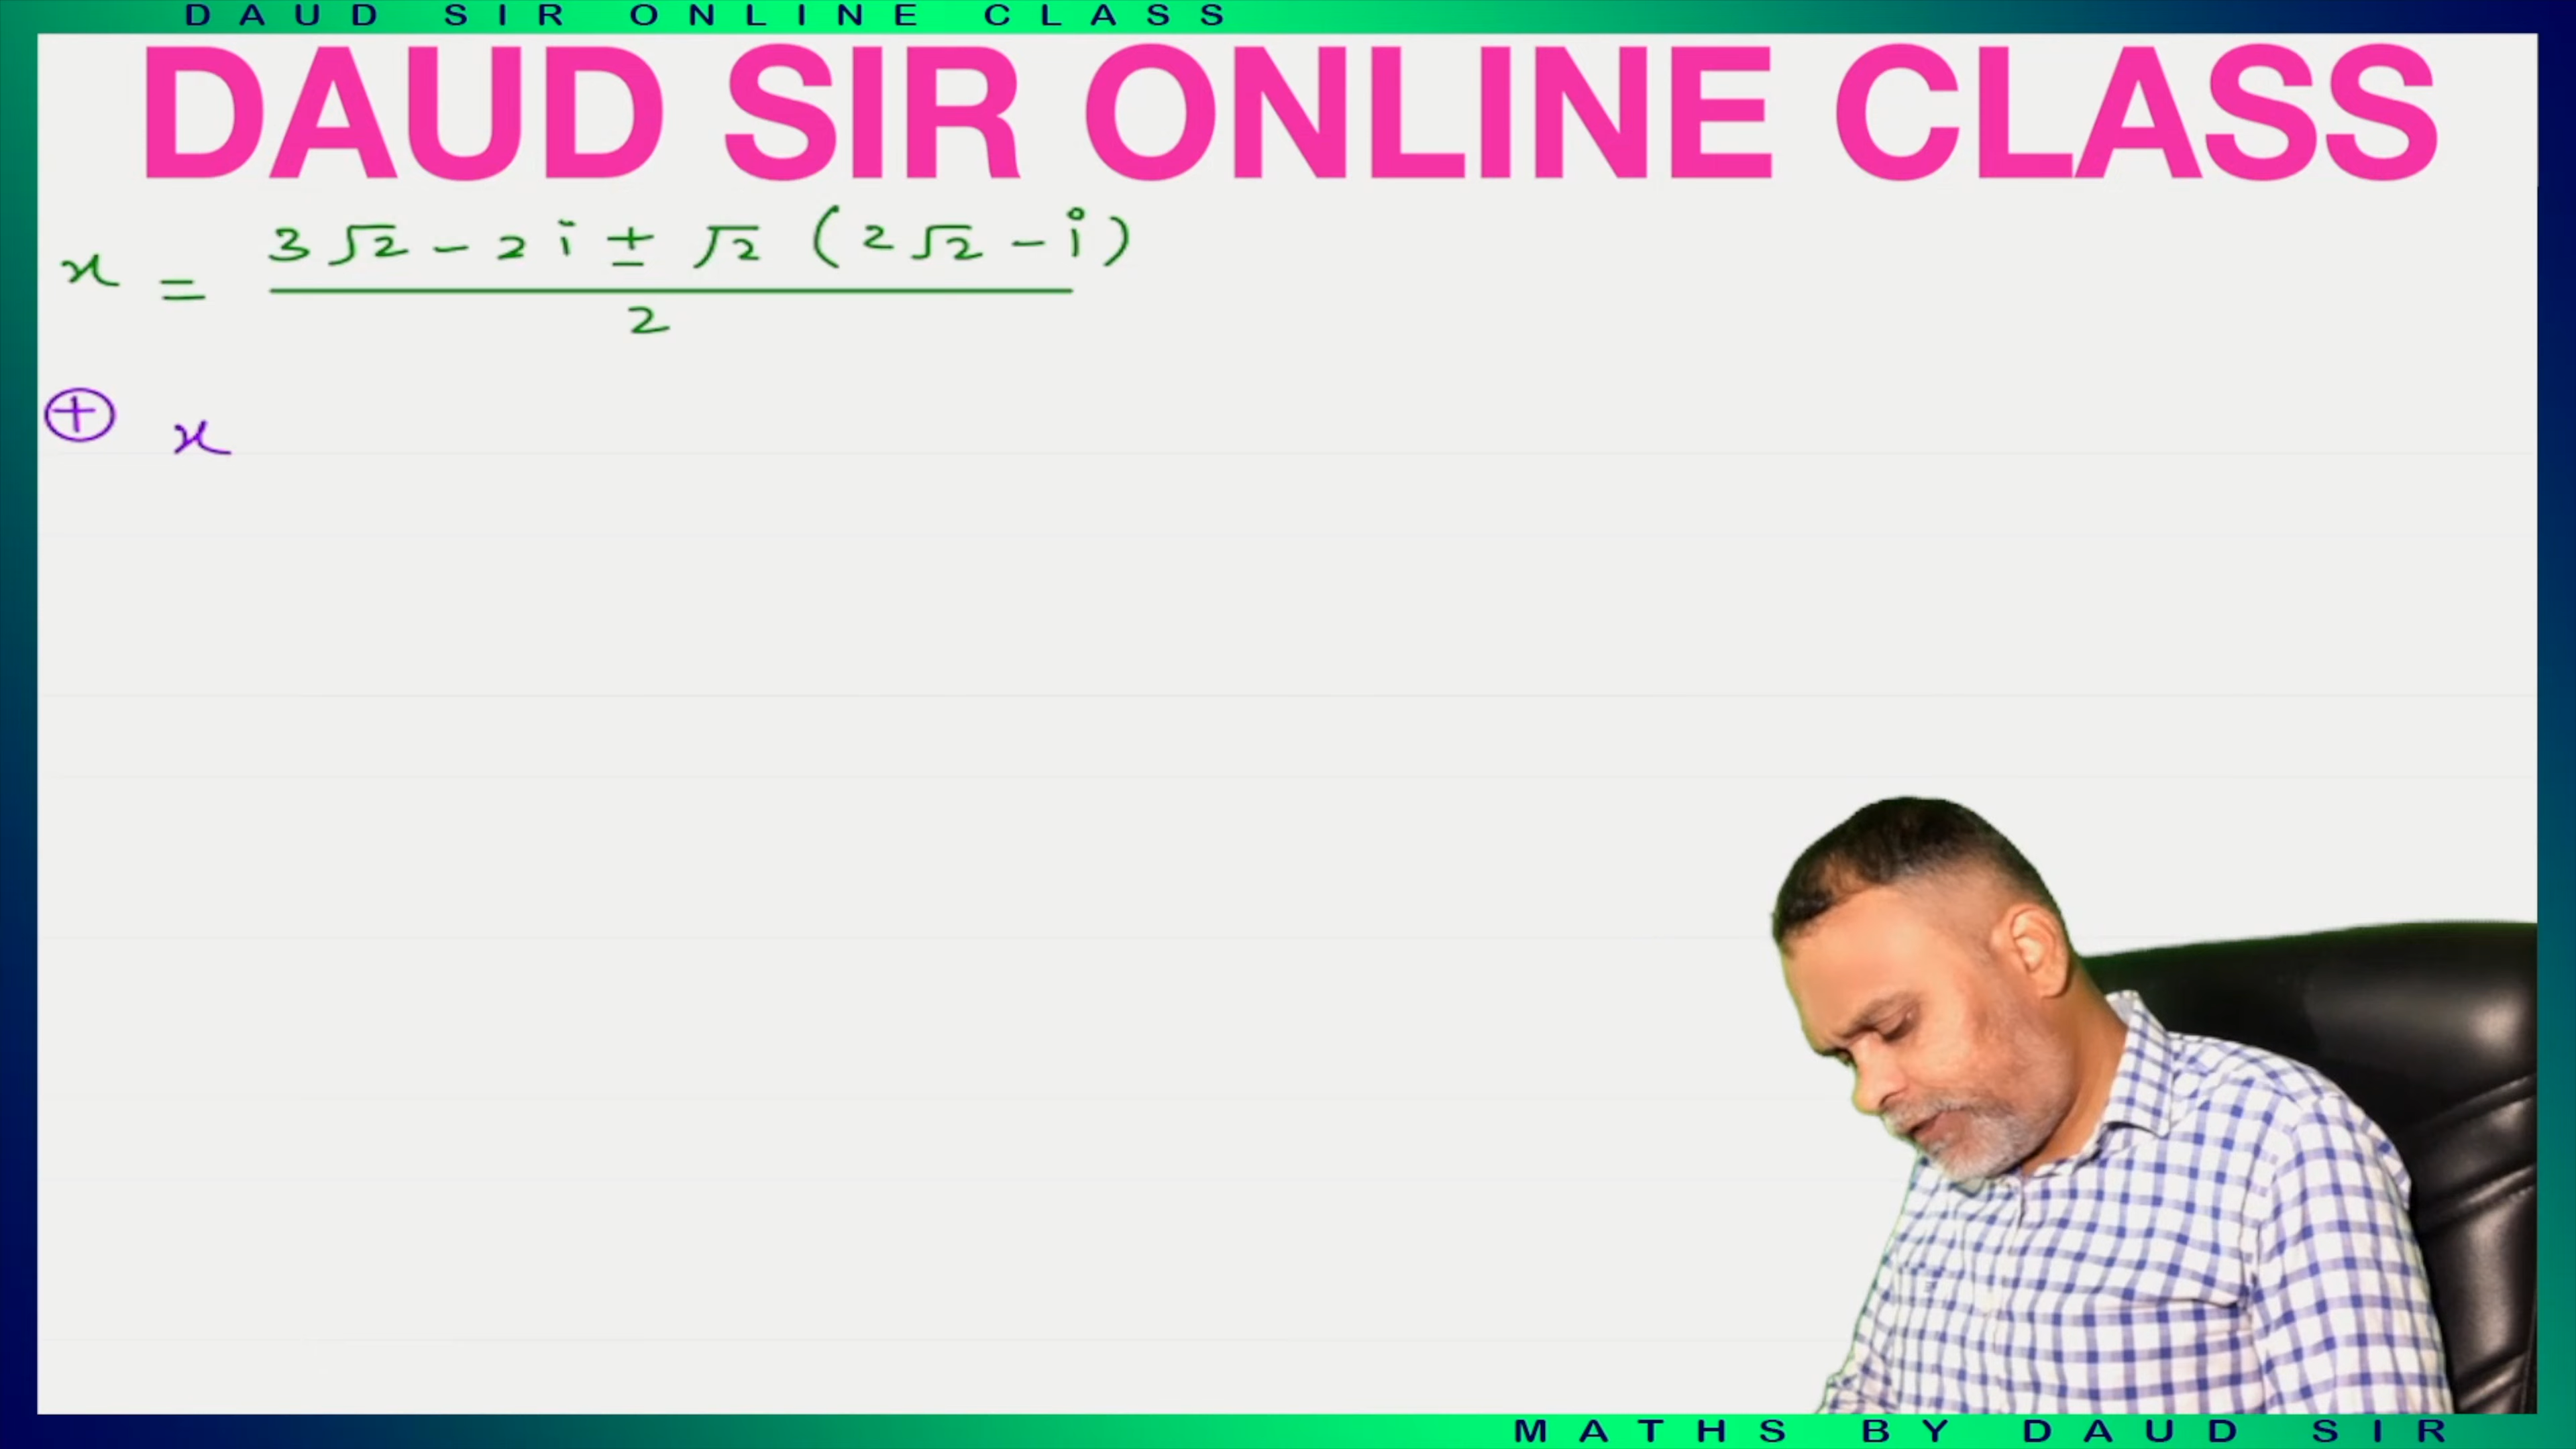 DAUD SIR ONLINE CLASS
DAUD SIR ONLINE CLASS
x = (3√2 - 2i ± √2 (2√2 - i)) / 2
⊕ x
MATHS BY DAUD SIR